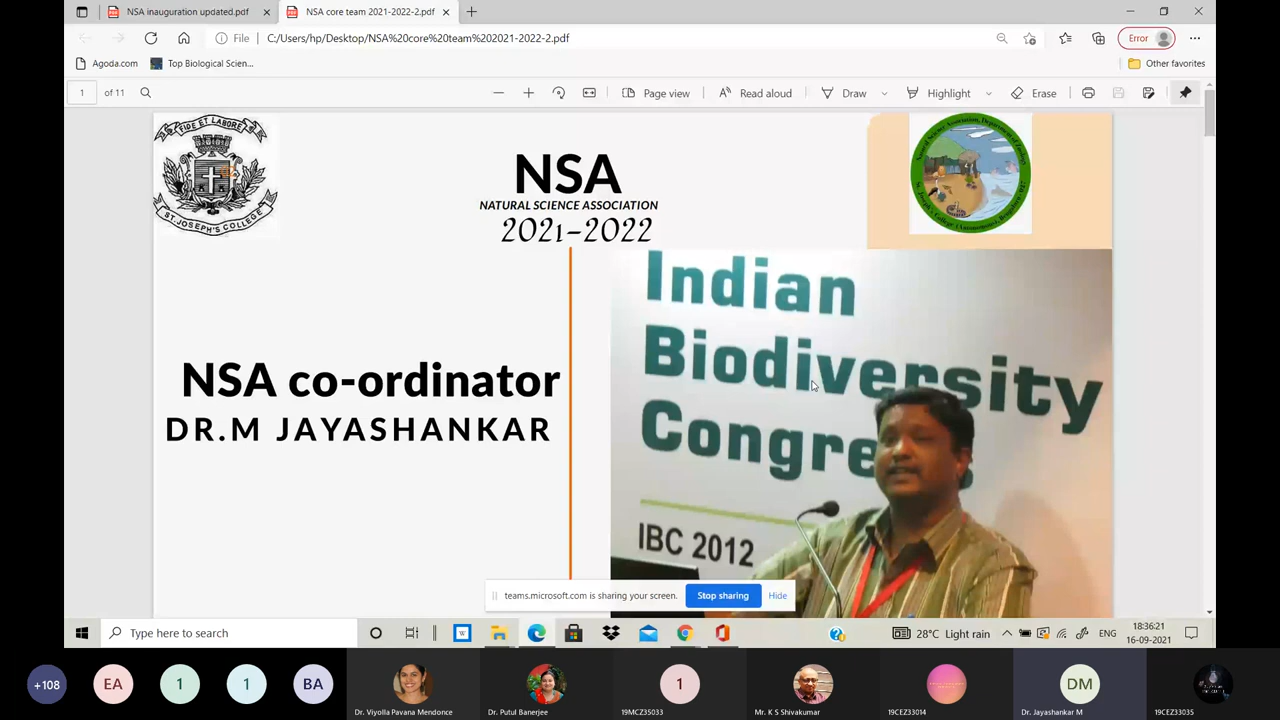 NSA inauguration updated.pdf
NSA core team 2021-2022-2.pdf
File
C:/Users/hp/Desktop/NSA%20core%20team%202021-2022-2.pdf
Error
Agoda.com
Top Biological Scien...
Other favorites
1 of 11
Page view
Read aloud
Draw
Highlight
Erase
FIDE ET LABORE
ST JOSEPH'S COLLEGE
NSA
NATURAL SCIENCE ASSOCIATION
2021-2022
NSA co-ordinator
DR.M JAYASHANKAR
Indian
Biodiversity
Congre
IBC 2012
teams.microsoft.com is sharing your screen.
Stop sharing
Hide
Type here to search
28°C Light rain
ENG
18:36:21
16-09-2021
+108
EA
1
1
BA
1
DM
Dr. Viyolla Pavana Mendonce
Dr. Putul Banerjee
19MCZ35033
Mr. K S Shivakumar
19CEZ33014
Dr. Jayashankar M
19CEZ33035